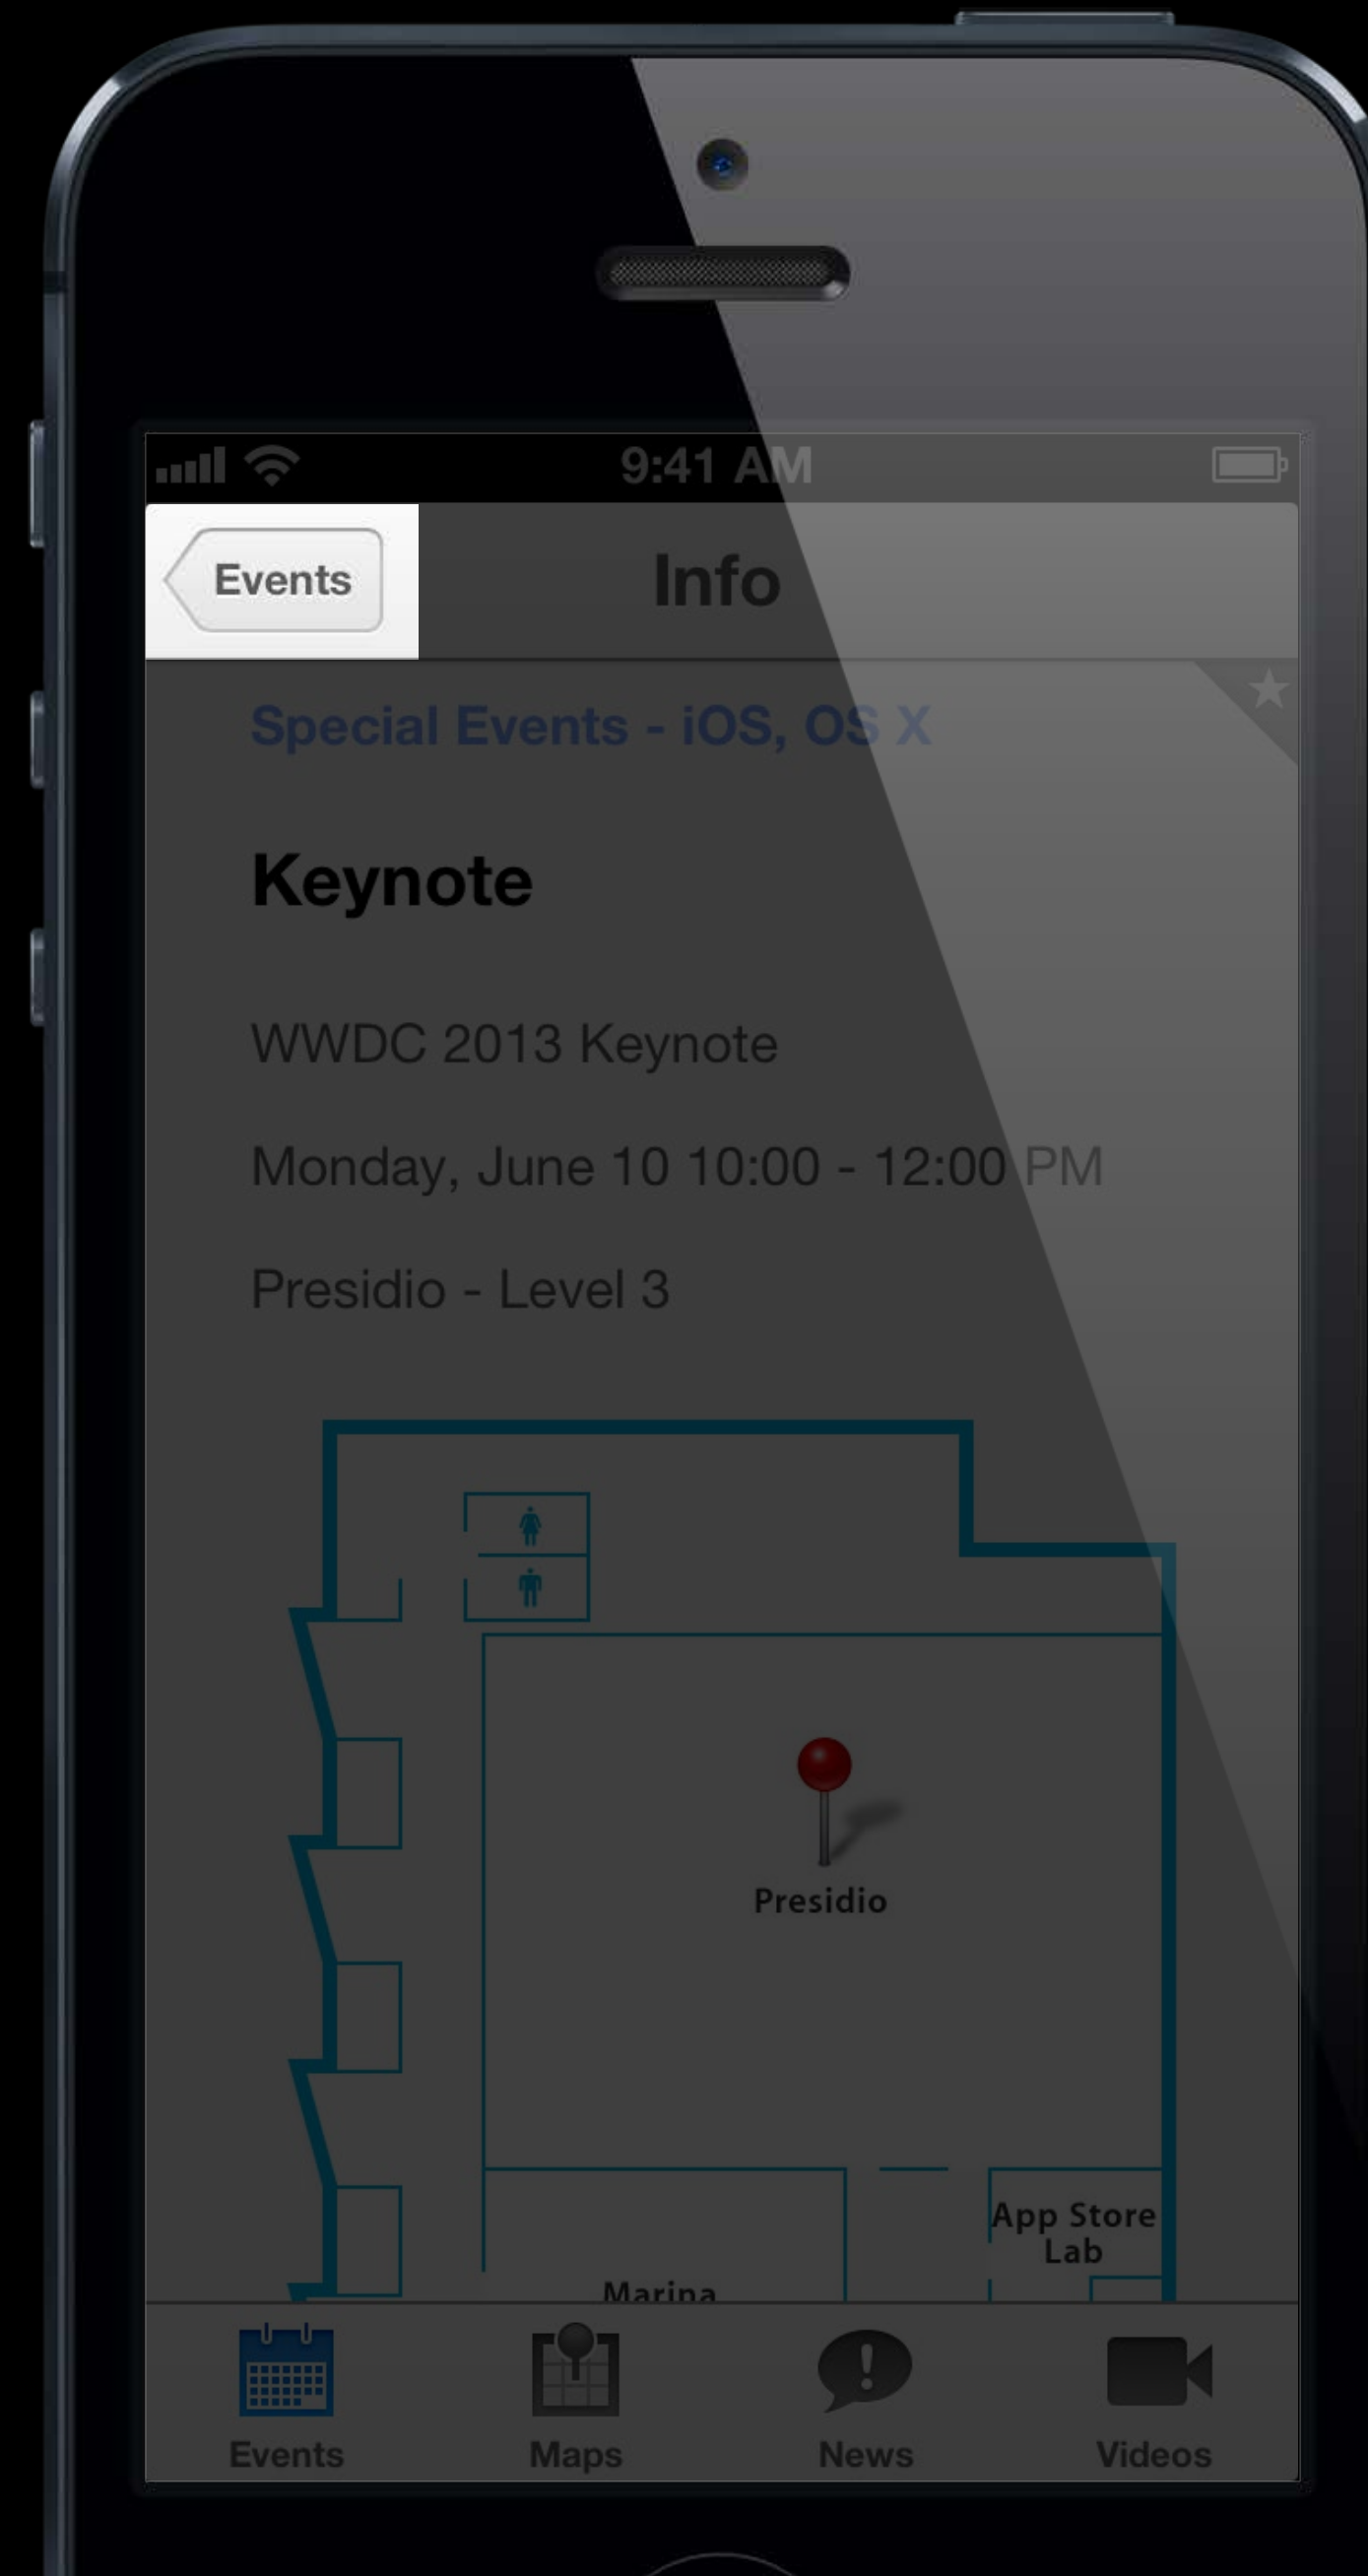 9:41 AM
Events
Info
Special Events - iOS, OS X
Keynote
WWDC 2013 Keynote
Monday, June 10 10:00 - 12:00 PM
Presidio - Level 3
Presidio
App Store
Lab
Marina
Events
Maps
News
Videos